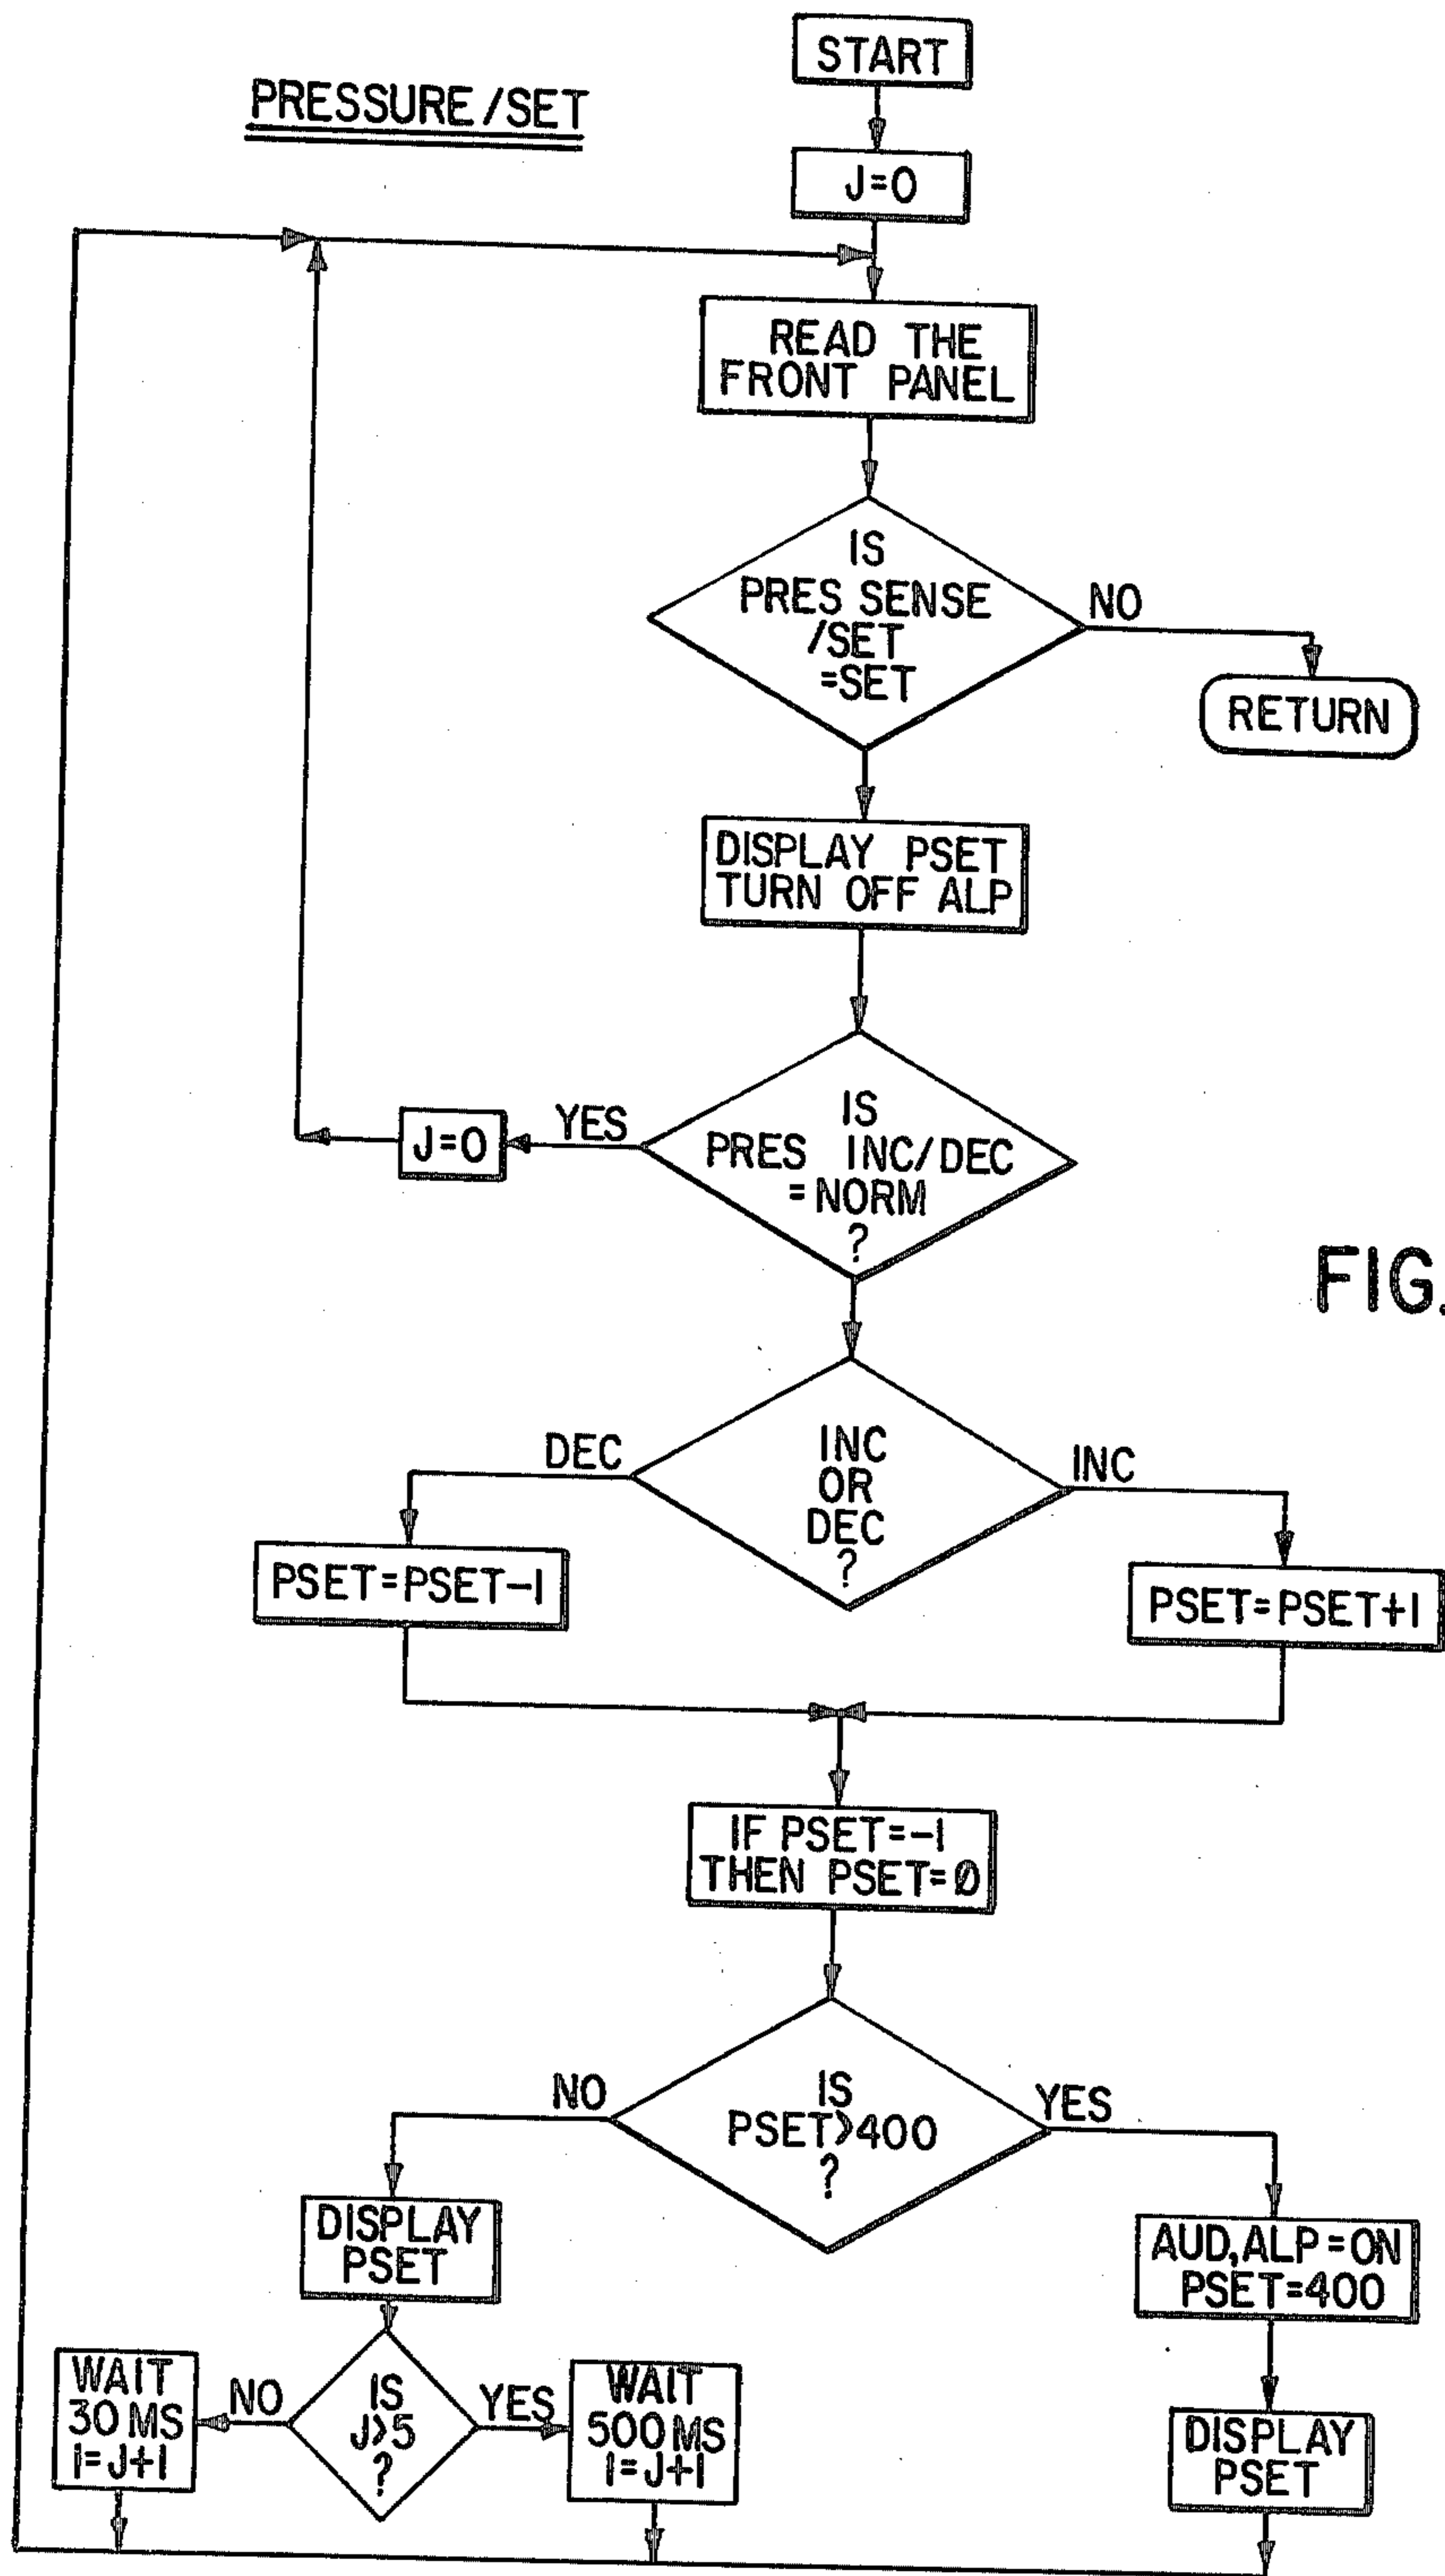 START
PRESSURE/SET
J=0
READ THE
FRONT PANEL
IS
PRES SENSE
/SET
=SET
NO
RETURN
DISPLAY PSET
TURN OFF ALP
IS
PRES INC/DEC
=NORM
?
YES
J=0
FIG.
INC
OR
DEC
?
DEC
INC
PSET=PSET-1
PSET=PSET+1
IF PSET=-1
THEN PSET=Ø
IS
PSET>400
?
NO
YES
DISPLAY
PSET
AUD,ALP=ON
PSET=400
WAIT
30 MS
I=J+1
NO
IS
J>5
?
YES
WAIT
500 MS
I=J+1
DISPLAY
PSET